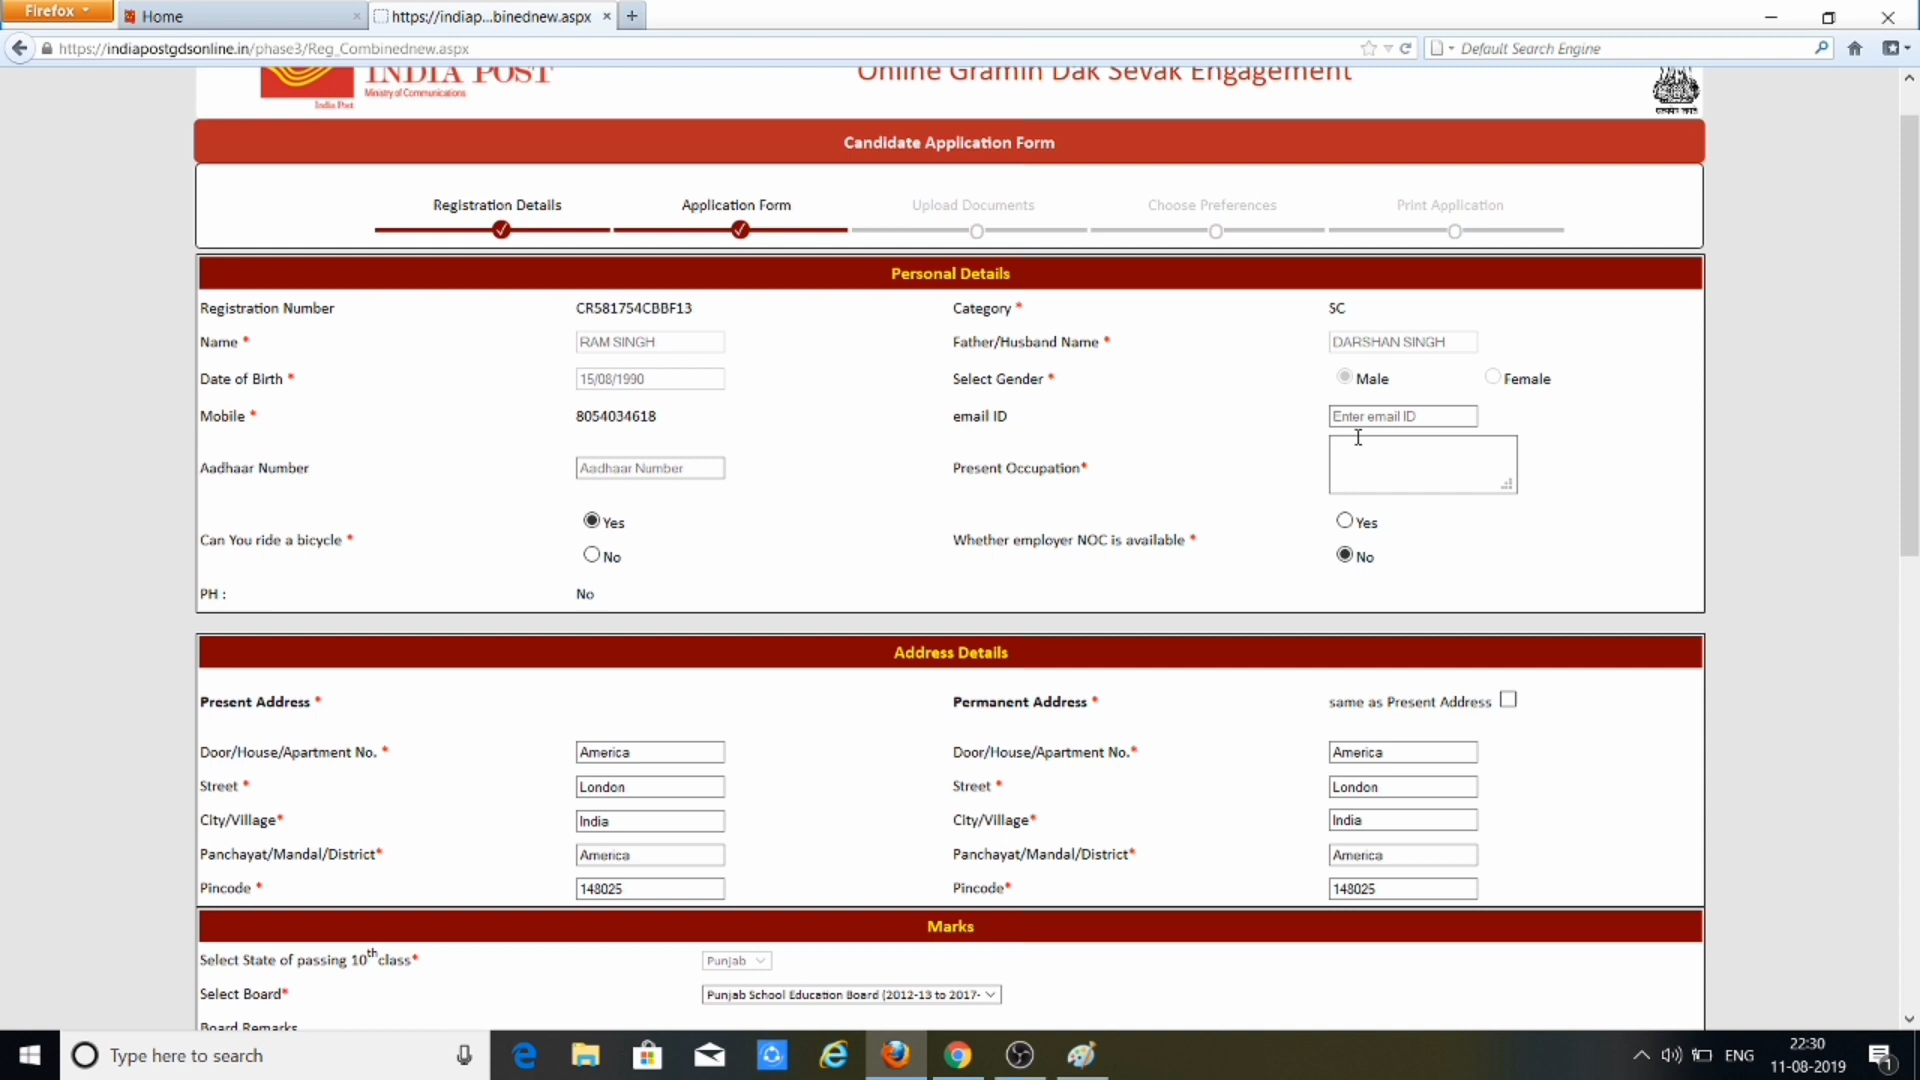 Firefox
Home
https://indiap...binednew.aspx
https://indiapostgdsonline.in/phase3/Reg_Combinednew.aspx
Default Search Engine
INDIA POST
Ministry of Communications
India Post
Online Gramin Dak Sevak Engagement
सत्यमेव जयते
Candidate Application Form
Registration Details
Application Form
Upload Documents
Choose Preferences
Print Application
Personal Details
Registration Number CR581754CBBF13 Category * SC
Name * RAM SINGH Father/Husband Name * DARSHAN SINGH
Date of Birth * 15/08/1990 Select Gender * Male Female
Mobile * 8054034618 email ID Enter email ID
Aadhaar Number Aadhaar Number Present Occupation*
Can You ride a bicycle * Yes No Whether employer NOC is available * Yes No
PH : No
Address Details
Present Address * Permanent Address * same as Present Address
Door/House/Apartment No. * America Door/House/Apartment No.* America
Street * London Street * London
City/Village* India City/Village* India
Panchayat/Mandal/District* America Panchayat/Mandal/District* America
Pincode * 148025 Pincode* 148025
Marks
Select State of passing 10th class* Punjab
Select Board* Punjab School Education Board (2012-13 to 2017-
Board Remarks
Type here to search
ENG
22:30
11-08-2019
1